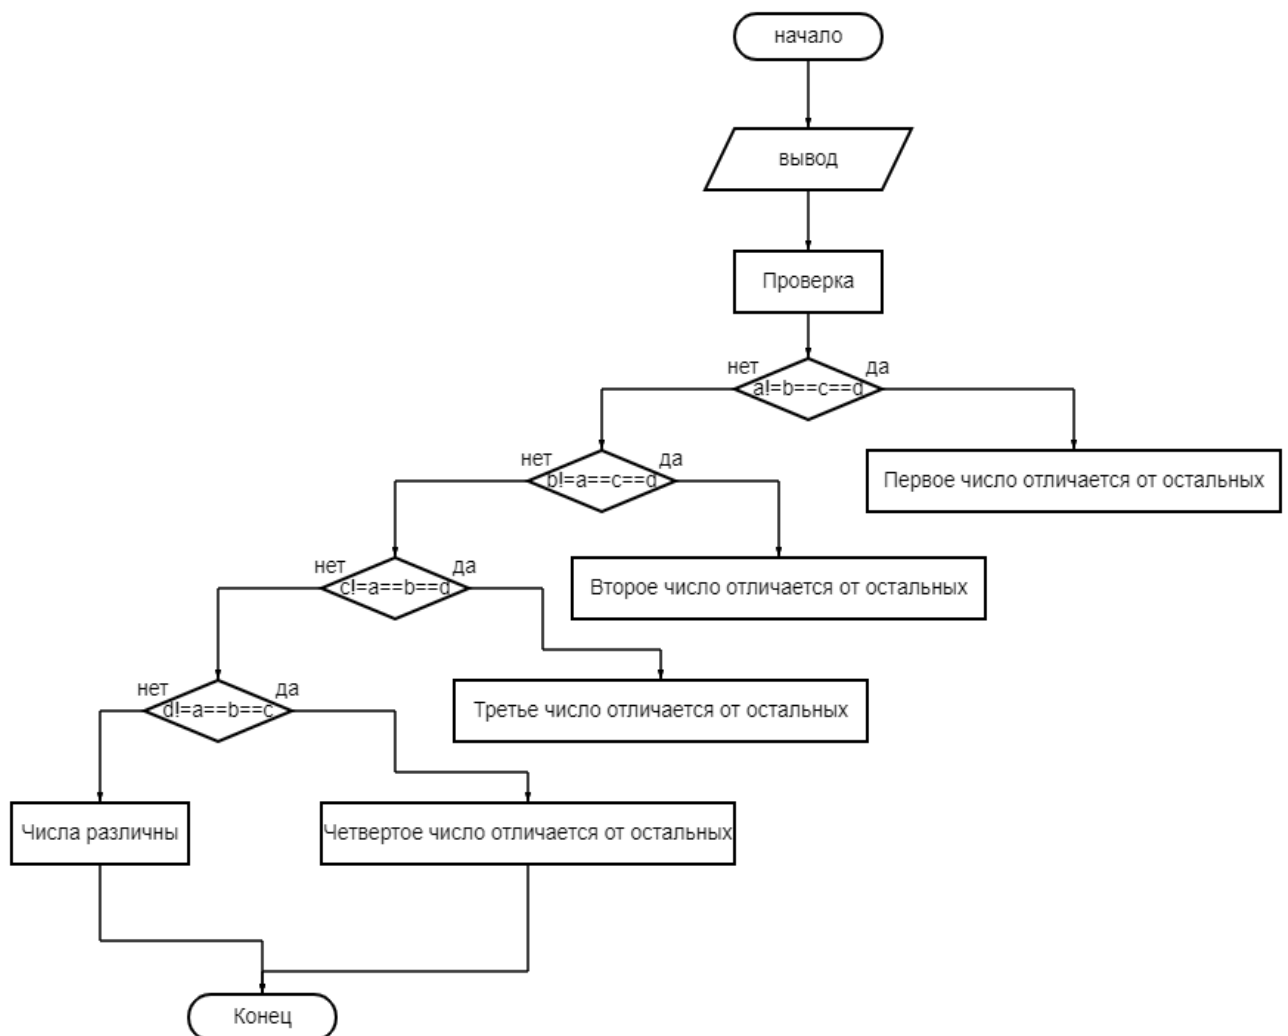 начало
вывод
Проверка
нет
да
a!=b==c==d
нет
да
b!=a==c==d
Первое число отличается от остальных
нет
да
c!=a==b==d
Второе число отличается от остальных
нет
да
d!=a==b==c
Третье число отличается от остальных
Числа различны
Четвертое число отличается от остальных
Конец